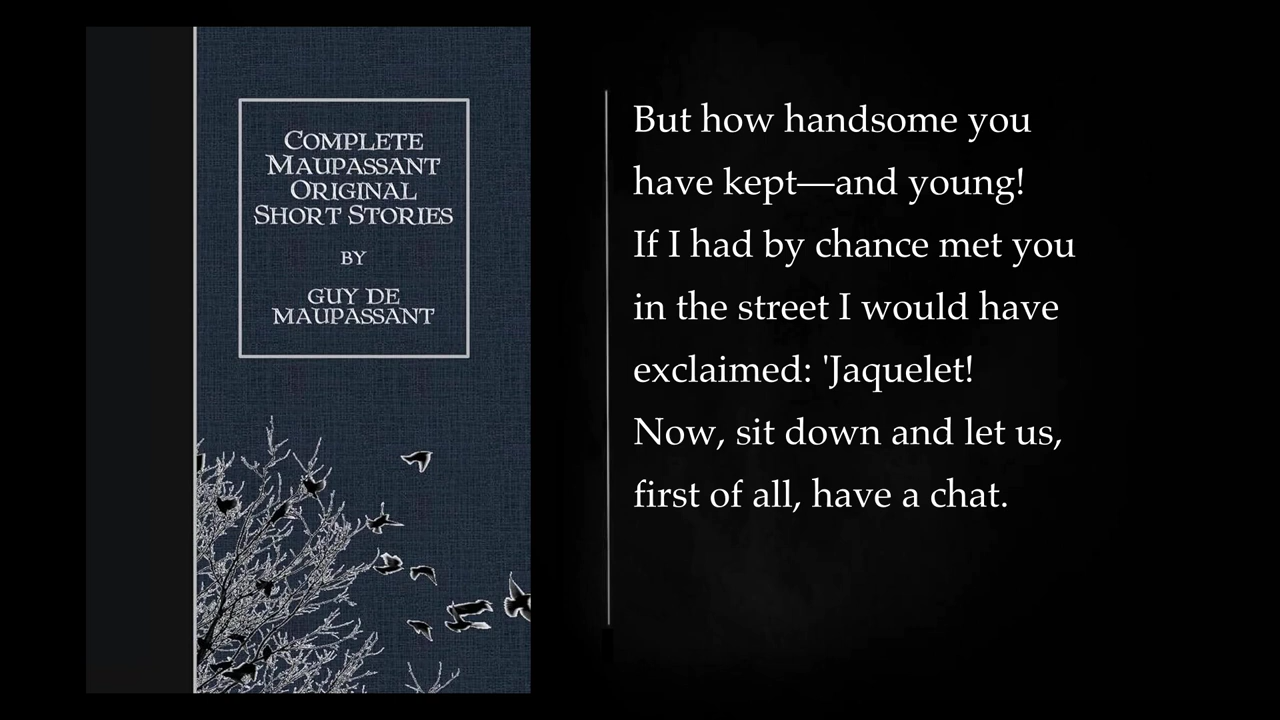 COMPLETE
MAUPASSANT
ORIGINAL
SHORT STORIES
BY
GUY DE
MAUPASSANT
But how handsome you
have kept—and young!
If I had by chance met you
in the street I would have
exclaimed: 'Jaquelet!
Now, sit down and let us,
first of all, have a chat.